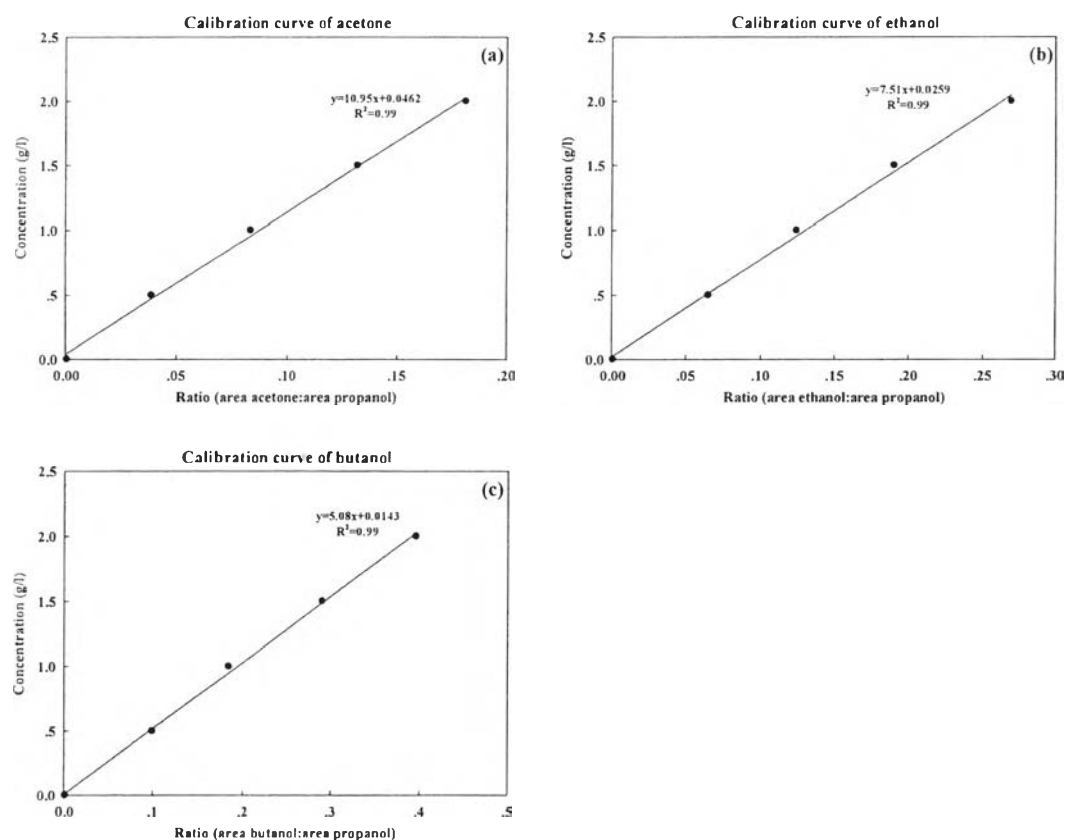 Calibration curve of acetone
(a)
2.5
2.0
1.5
1.0
.5
0.0
y=10.95x+0.0462
R²=0.99
Concentration (g/l)
0.00 .05 .10 .15 .20
Ratio (area acetone:area propanol)
Calibration curve of ethanol
(b)
2.5
2.0
1.5
1.0
.5
0.0
y=7.51x+0.0259
R²=0.99
Concentration (g/l)
0.00 .05 .10 .15 .20 .25 .30
Ratio (area ethanol:area propanol)
Calibration curve of butanol
(c)
2.5
2.0
1.5
1.0
.5
0.0
y=5.08x+0.0143
R²=0.99
Concentration (g/l)
0.0 .1 .2 .3 .4 .5
Ratio (area butanol:area propanol)